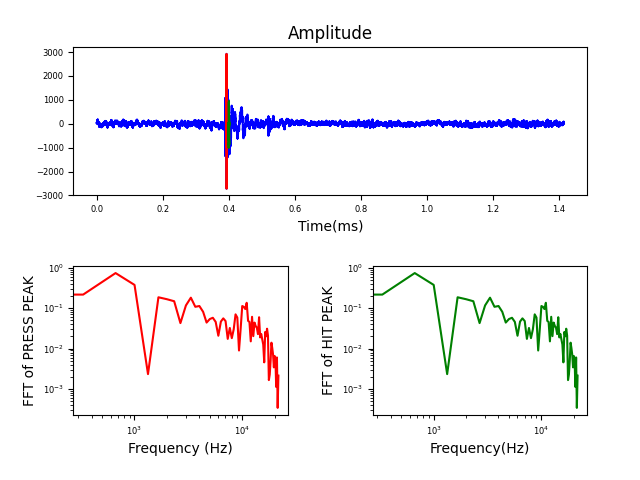 Amplitude
3000
2000
1000
0
−1000
−2000
−3000
0.0 0.2 0.4 0.6 0.8 1.0 1.2 1.4
Time(ms)
FFT of PRESS PEAK
10⁰
10⁻¹
10⁻²
10⁻³
10³ 10⁴
Frequency (Hz)
FFT of HIT PEAK
10⁰
10⁻¹
10⁻²
10⁻³
10³ 10⁴
Frequency(Hz)